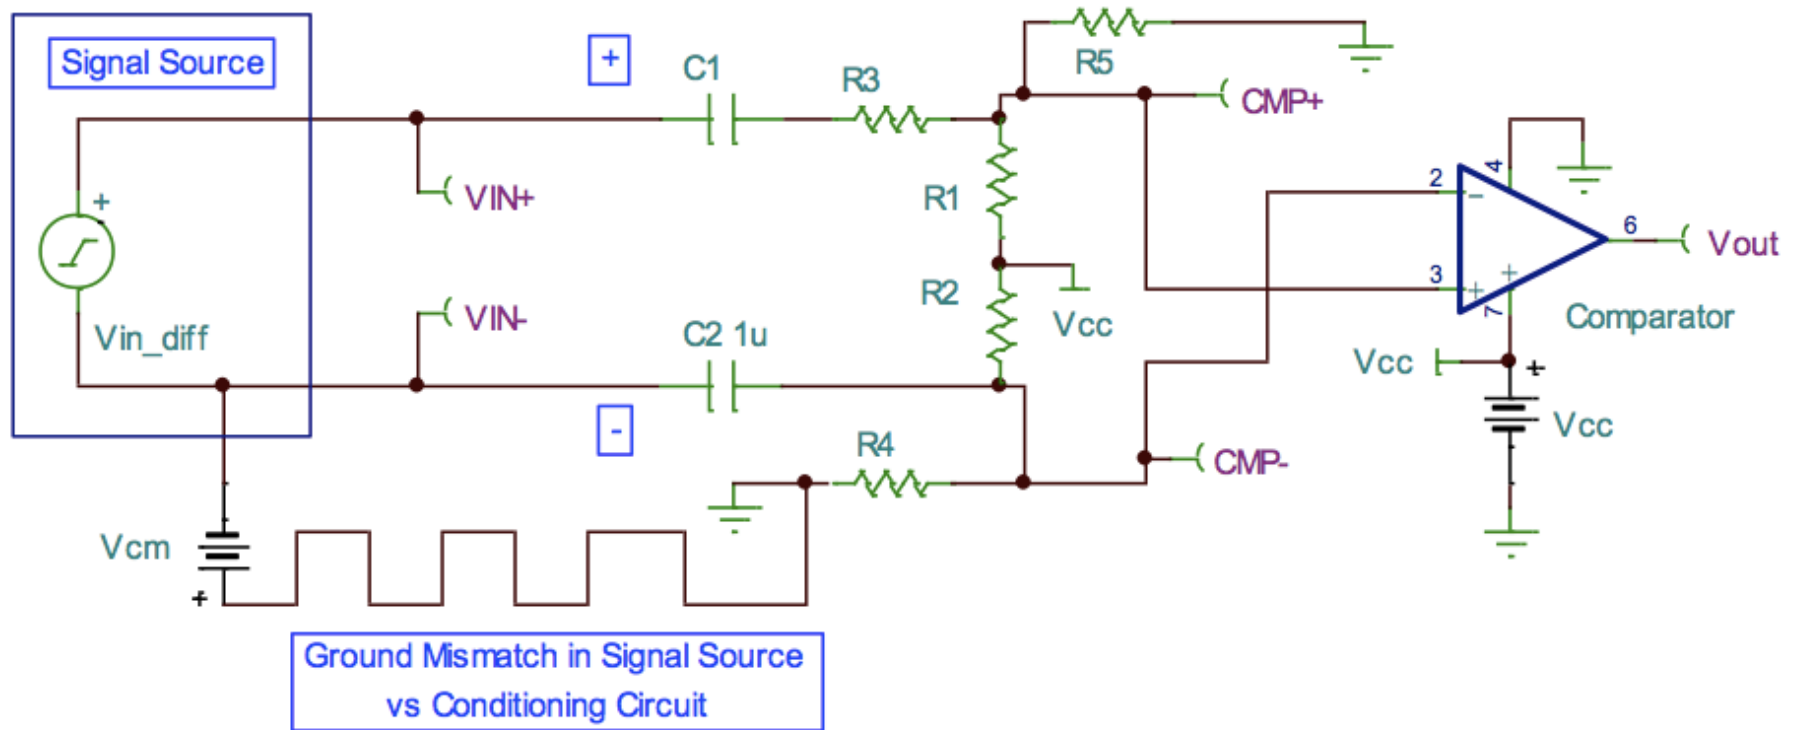 Signal Source
+
C1
R3
R5
CMP+
+
VIN+
R1
2
-
4
6
Vout
3
+
+
7
Comparator
VIN-
R2
Vcc
Vin_diff
C2 1u
Vcc
+
Vcc
-
R4
CMP-
Vcm
+
Ground Mismatch in Signal Source
vs Conditioning Circuit